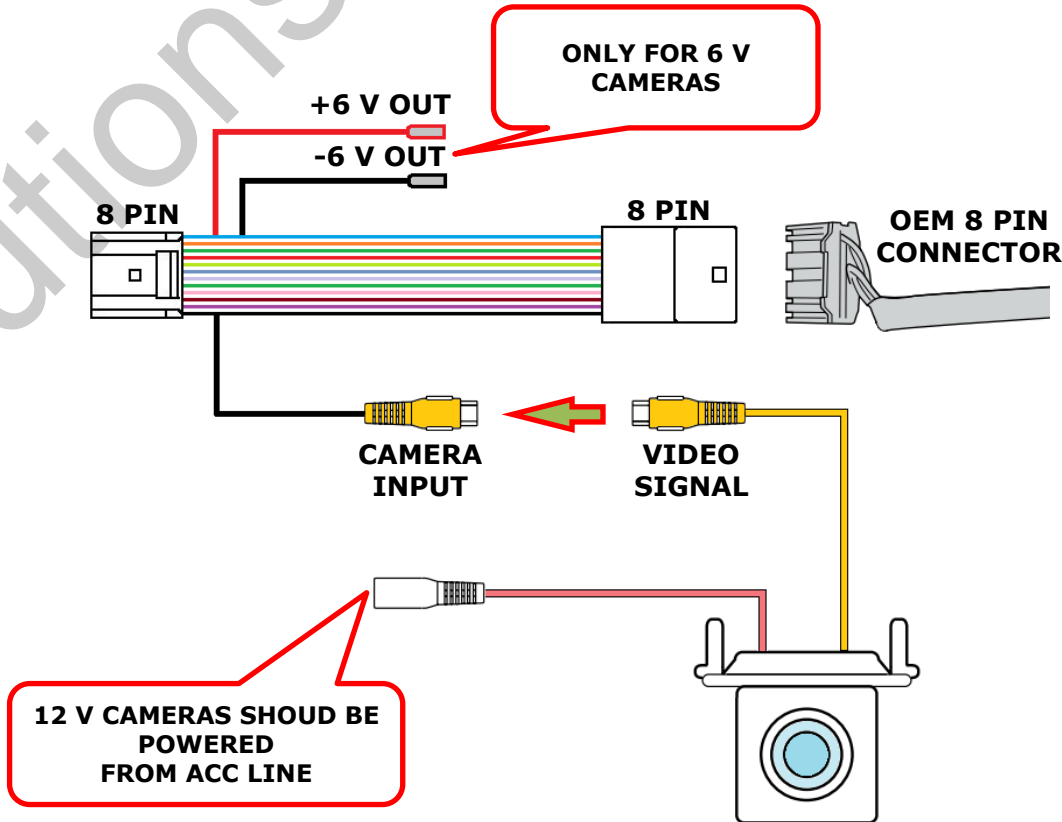 ONLY FOR 6 V
CAMERAS
+6 V OUT
-6 V OUT
8 PIN
8 PIN
OEM 8 PIN
CONNECTOR
CAMERA
INPUT
VIDEO
SIGNAL
12 V CAMERAS SHOUD BE
POWERED
FROM ACC LINE